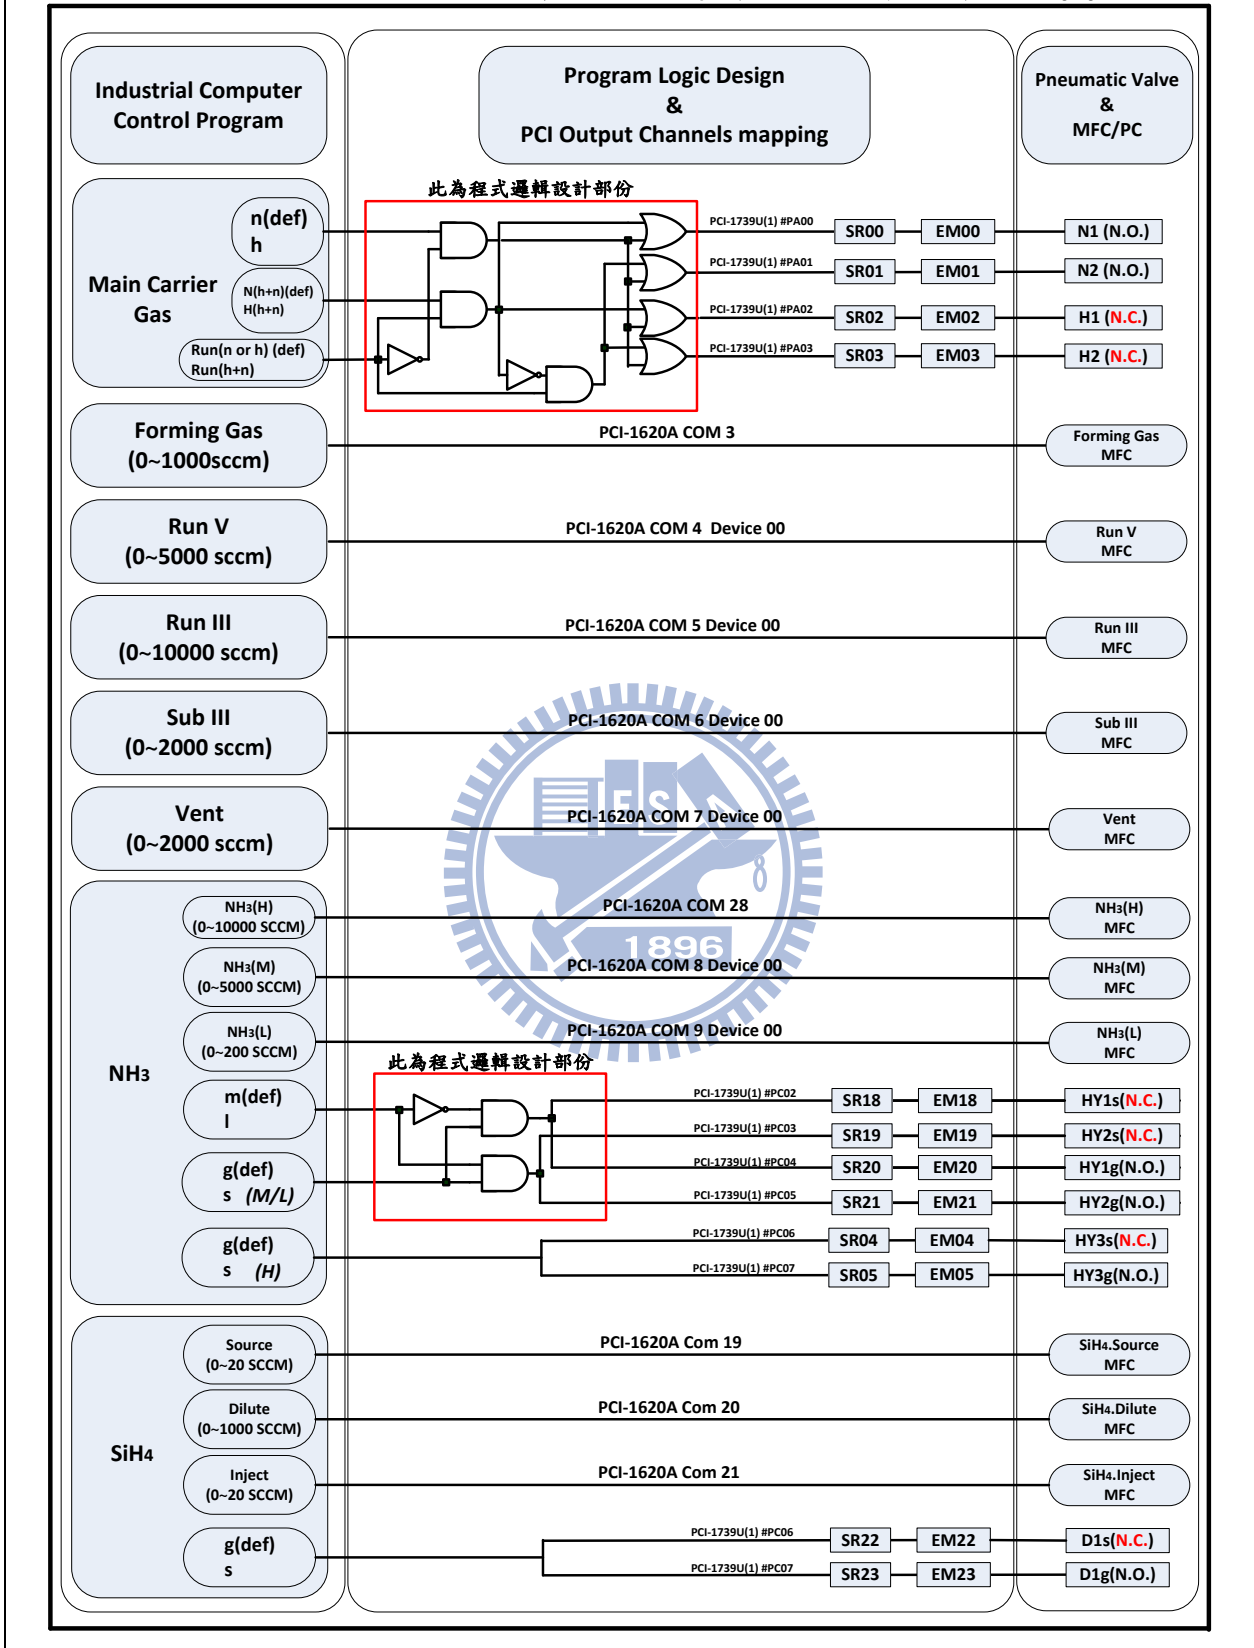 Industrial Computer
Control Program
Program Logic Design
&
PCI Output Channels mapping
Pneumatic Valve
&
MFC/PC
此為程式邏輯設計部份
Main Carrier
Gas
n(def)
h
N(h+n)(def)
H(h+n)
Run(n or h) (def)
Run(h+n)
PCI-1739U(1) #PA00
SR00
EM00
N1 (N.O.)
PCI-1739U(1) #PA01
SR01
EM01
N2 (N.O.)
PCI-1739U(1) #PA02
SR02
EM02
H1 (N.C.)
PCI-1739U(1) #PA03
SR03
EM03
H2 (N.C.)
Forming Gas
(0~1000sccm)
PCI-1620A COM 3
Forming Gas
MFC
Run V
(0~5000 sccm)
PCI-1620A COM 4 Device 00
Run V
MFC
Run III
(0~10000 sccm)
PCI-1620A COM 5 Device 00
Run III
MFC
Sub III
(0~2000 sccm)
PCI-1620A COM 6 Device 00
Sub III
MFC
Vent
(0~2000 sccm)
PCI-1620A COM 7 Device 00
Vent
MFC
E S A
1896
8
NH3
NH3(H)
(0~10000 SCCM)
PCI-1620A COM 28
NH3(H)
MFC
NH3(M)
(0~5000 SCCM)
PCI-1620A COM 8 Device 00
NH3(M)
MFC
NH3(L)
(0~200 SCCM)
PCI-1620A COM 9 Device 00
NH3(L)
MFC
此為程式邏輯設計部份
m(def)
l
g(def)
s (M/L)
g(def)
s (H)
PCI-1739U(1) #PC02
SR18
EM18
HY1s(N.C.)
PCI-1739U(1) #PC03
SR19
EM19
HY2s(N.C.)
PCI-1739U(1) #PC04
SR20
EM20
HY1g(N.O.)
PCI-1739U(1) #PC05
SR21
EM21
HY2g(N.O.)
PCI-1739U(1) #PC06
SR04
EM04
HY3s(N.C.)
PCI-1739U(1) #PC07
SR05
EM05
HY3g(N.O.)
SiH4
Source
(0~20 SCCM)
PCI-1620A Com 19
SiH4.Source
MFC
Dilute
(0~1000 SCCM)
PCI-1620A Com 20
SiH4.Dilute
MFC
Inject
(0~20 SCCM)
PCI-1620A Com 21
SiH4.Inject
MFC
g(def)
s
PCI-1739U(1) #PC06
SR22
EM22
D1s(N.C.)
PCI-1739U(1) #PC07
SR23
EM23
D1g(N.O.)